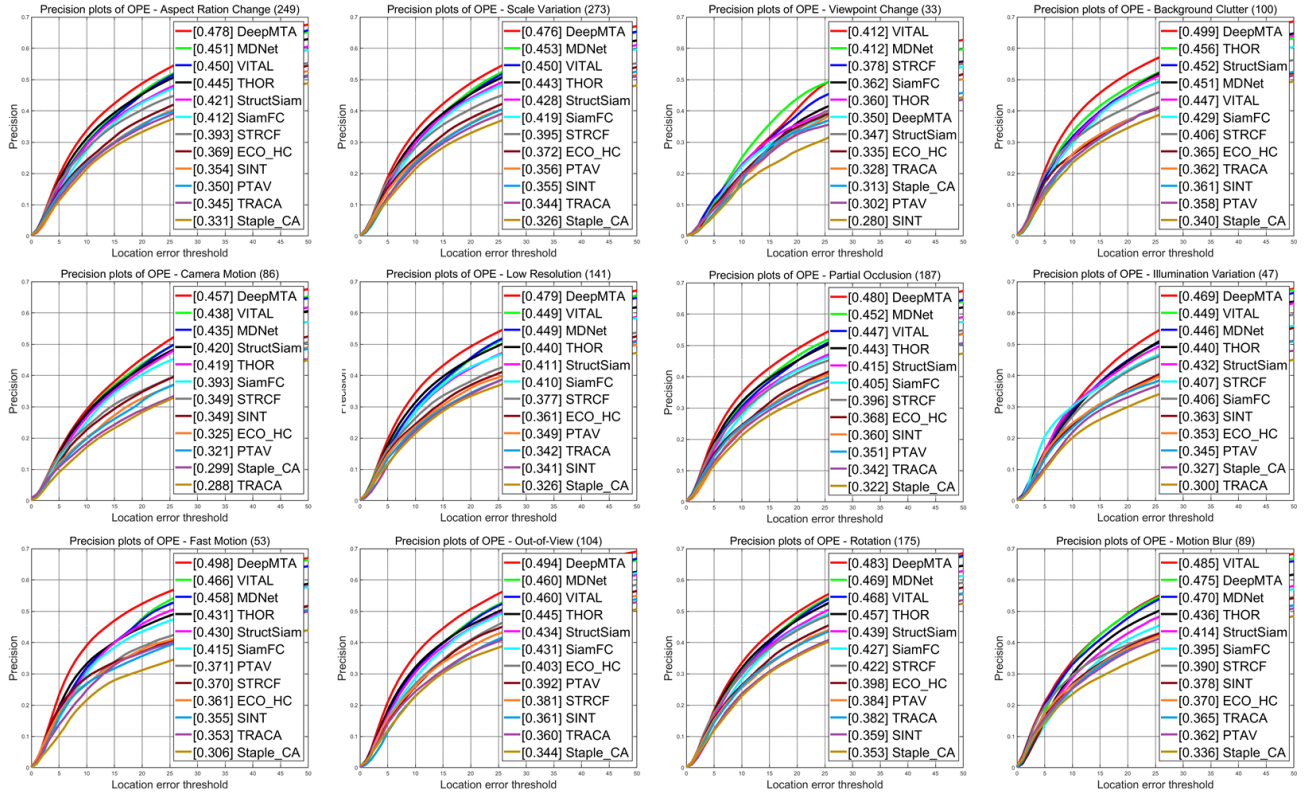 Precision plots of OPE - Aspect Ration Change (249)
[0.478] DeepMTA
[0.451] MDNet
[0.450] VITAL
[0.445] THOR
[0.421] StructSiam
[0.412] SiamFC
[0.393] STRCF
[0.369] ECO_HC
[0.354] SINT
[0.350] PTAV
[0.345] TRACA
[0.331] Staple_CA
Precision
Location error threshold
Precision plots of OPE - Scale Variation (273)
[0.476] DeepMTA
[0.453] MDNet
[0.450] VITAL
[0.443] THOR
[0.428] StructSiam
[0.419] SiamFC
[0.395] STRCF
[0.372] ECO_HC
[0.356] PTAV
[0.355] SINT
[0.344] TRACA
[0.326] Staple_CA
Precision
Location error threshold
Precision plots of OPE - Viewpoint Change (33)
[0.412] VITAL
[0.412] MDNet
[0.378] STRCF
[0.362] SiamFC
[0.360] THOR
[0.350] DeepMTA
[0.347] StructSiam
[0.335] ECO_HC
[0.328] TRACA
[0.313] Staple_CA
[0.302] PTAV
[0.280] SINT
Precision
Location error threshold
Precision plots of OPE - Background Clutter (100)
[0.499] DeepMTA
[0.456] THOR
[0.452] StructSiam
[0.451] MDNet
[0.447] VITAL
[0.429] SiamFC
[0.406] STRCF
[0.365] ECO_HC
[0.362] TRACA
[0.361] SINT
[0.358] PTAV
[0.340] Staple_CA
Precision
Location error threshold
Precision plots of OPE - Camera Motion (86)
[0.457] DeepMTA
[0.438] VITAL
[0.435] MDNet
[0.420] StructSiam
[0.419] THOR
[0.393] SiamFC
[0.349] STRCF
[0.349] SINT
[0.325] ECO_HC
[0.321] PTAV
[0.299] Staple_CA
[0.288] TRACA
Precision
Location error threshold
Precision plots of OPE - Low Resolution (141)
[0.479] DeepMTA
[0.449] VITAL
[0.449] MDNet
[0.440] THOR
[0.411] StructSiam
[0.410] SiamFC
[0.377] STRCF
[0.361] ECO_HC
[0.349] PTAV
[0.342] TRACA
[0.341] SINT
[0.326] Staple_CA
Location error threshold
Precision plots of OPE - Partial Occlusion (187)
[0.480] DeepMTA
[0.452] MDNet
[0.447] VITAL
[0.443] THOR
[0.415] StructSiam
[0.405] SiamFC
[0.396] STRCF
[0.368] ECO_HC
[0.360] SINT
[0.351] PTAV
[0.342] TRACA
[0.322] Staple_CA
Precision
Location error threshold
Precision plots of OPE - Illumination Variation (47)
[0.469] DeepMTA
[0.449] VITAL
[0.446] MDNet
[0.440] THOR
[0.432] StructSiam
[0.407] STRCF
[0.406] SiamFC
[0.363] SINT
[0.353] ECO_HC
[0.345] PTAV
[0.327] Staple_CA
[0.300] TRACA
Precision
Location error threshold
Precision plots of OPE - Fast Motion (53)
[0.498] DeepMTA
[0.466] VITAL
[0.458] MDNet
[0.431] THOR
[0.430] StructSiam
[0.415] SiamFC
[0.371] PTAV
[0.370] STRCF
[0.361] ECO_HC
[0.355] SINT
[0.353] TRACA
[0.306] Staple_CA
Precision
Location error threshold
Precision plots of OPE - Out-of-View (104)
[0.494] DeepMTA
[0.460] MDNet
[0.460] VITAL
[0.445] THOR
[0.434] StructSiam
[0.431] SiamFC
[0.403] ECO_HC
[0.392] PTAV
[0.381] STRCF
[0.361] SINT
[0.360] TRACA
[0.344] Staple_CA
Precision
Location error threshold
Precision plots of OPE - Rotation (175)
[0.483] DeepMTA
[0.469] MDNet
[0.468] VITAL
[0.457] THOR
[0.439] StructSiam
[0.427] SiamFC
[0.422] STRCF
[0.398] ECO_HC
[0.384] PTAV
[0.382] TRACA
[0.359] SINT
[0.353] Staple_CA
Precision
Location error threshold
Precision plots of OPE - Motion Blur (89)
[0.485] VITAL
[0.475] DeepMTA
[0.470] MDNet
[0.436] THOR
[0.414] StructSiam
[0.395] SiamFC
[0.390] STRCF
[0.378] SINT
[0.370] ECO_HC
[0.365] TRACA
[0.362] PTAV
[0.336] Staple_CA
Precision
Location error threshold